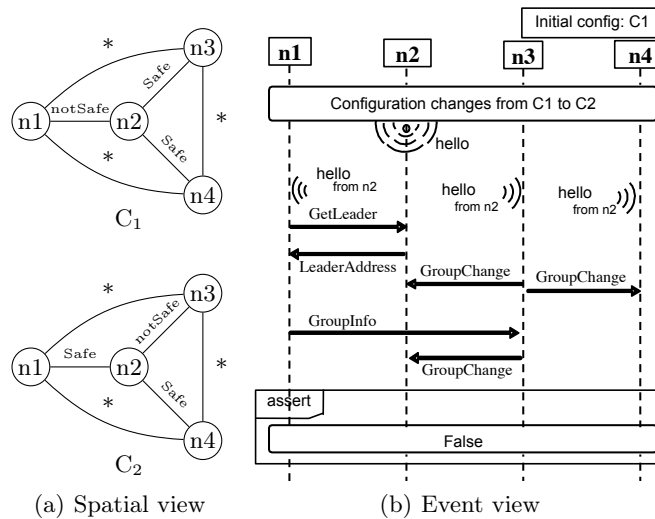 n3
*
Safe
notSafe
n1
n2
*
*
Safe
n4
C1
n3
*
notSafe
Safe
n1
n2
*
*
Safe
n4
C2
(a) Spatial view
Initial config: C1
n1 n2 n3 n4
Configuration changes from C1 to C2
hello
hello
from n2
hello
from n2
hello
from n2
GetLeader
LeaderAddress
GroupChange
GroupChange
GroupInfo
GroupChange
assert
False
(b) Event view